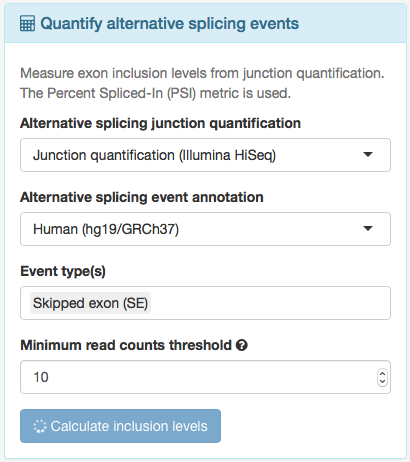 Quantify alternative splicing events
Measure exon inclusion levels from junction quantification.
The Percent Spliced-In (PSI) metric is used.
Alternative splicing junction quantification
Junction quantification (Illumina HiSeq)
Alternative splicing event annotation
Human (hg19/GRCh37)
Event type(s)
Skipped exon (SE)
Minimum read counts threshold ?
10
Calculate inclusion levels